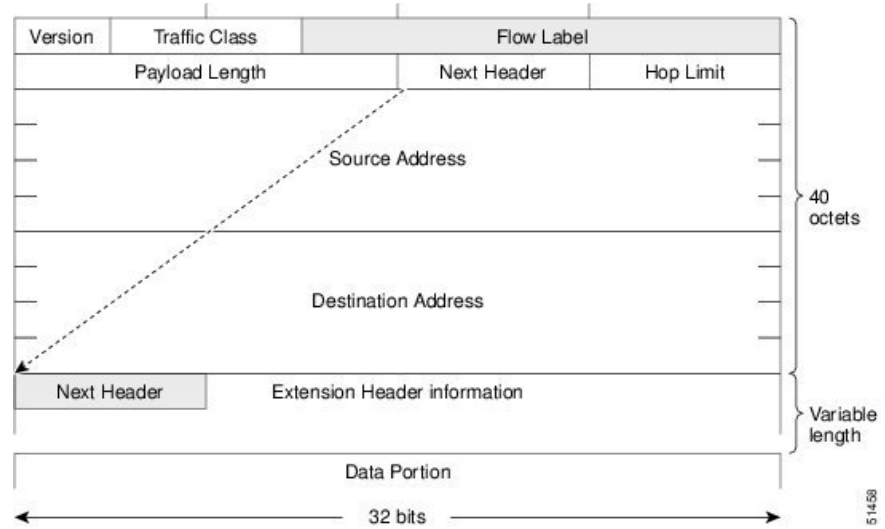 Version Traffic Class Flow Label
Payload Length Next Header Hop Limit
Source Address
40
octets
Destination Address
Next Header Extension Header information
Variable
length
Data Portion
32 bits
51458